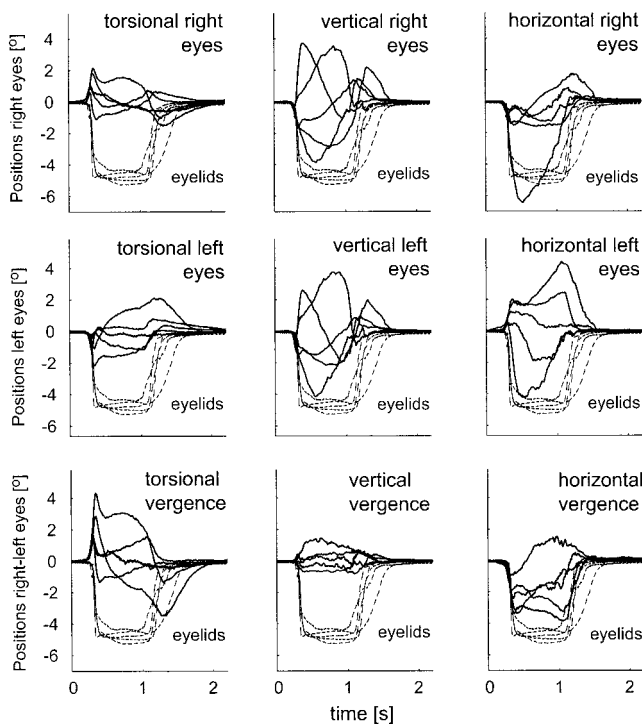 torsional right
eyes
vertical right
eyes
horizontal right
eyes
Positions right eyes [º]
4
2
0
-2
-4
-6
eyelids
eyelids
eyelids
torsional left
eyes
vertical left
eyes
horizontal left
eyes
Positions left eyes [º]
4
2
0
-2
-4
-6
eyelids
eyelids
eyelids
torsional
vergence
vertical
vergence
horizontal
vergence
Positions right-left eyes [º]
4
2
0
-2
-4
-6
eyelids
eyelids
eyelids
0 1 2
0 1 2
0 1 2
time [s]